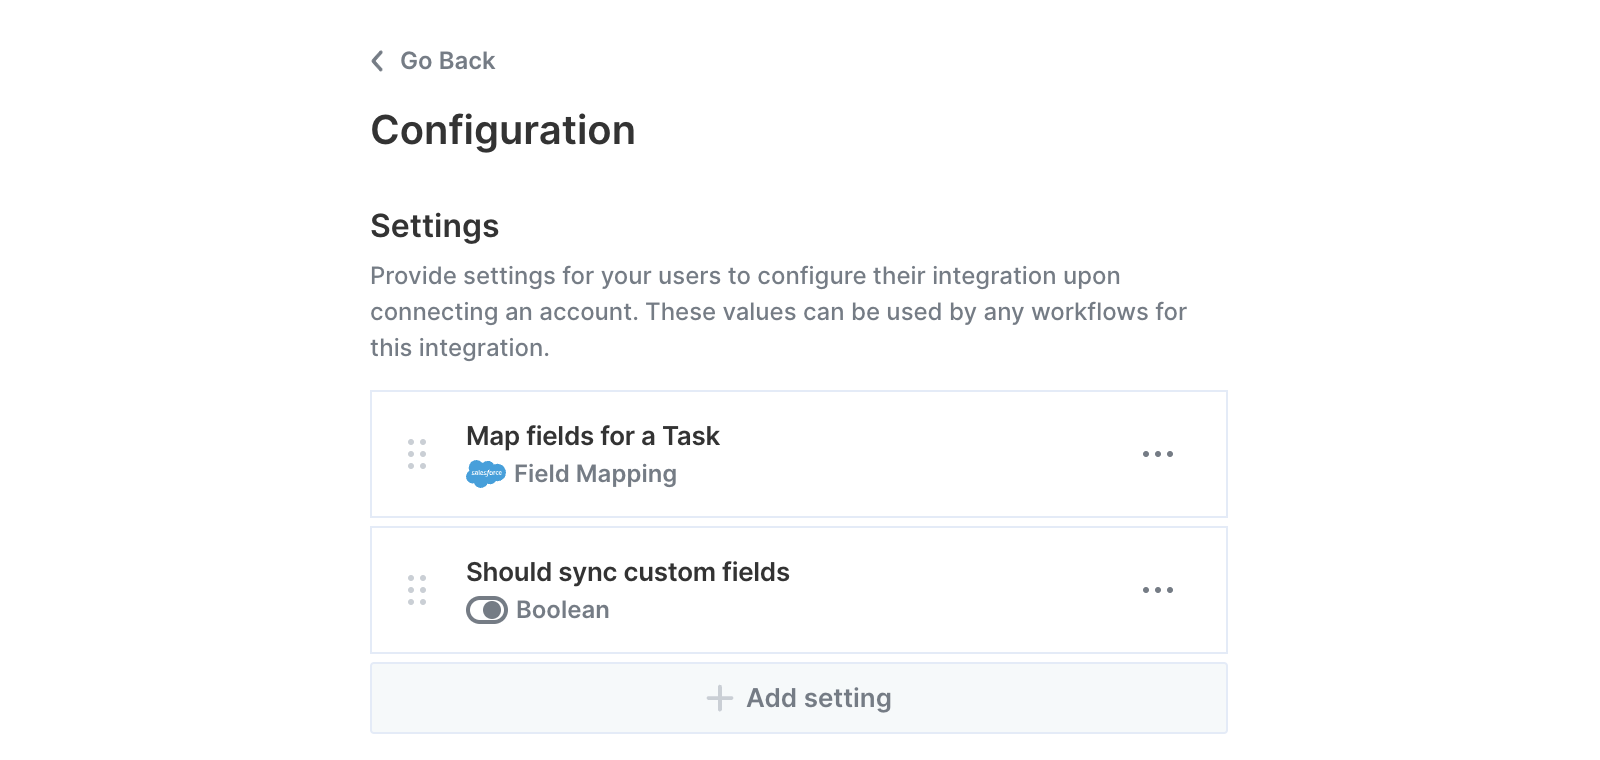 Go Back
Configuration
Settings
Provide settings for your users to configure their integration upon
connecting an account. These values can be used by any workflows for
this integration.
Map fields for a Task
salesforce Field Mapping
Should sync custom fields
Boolean
Add setting